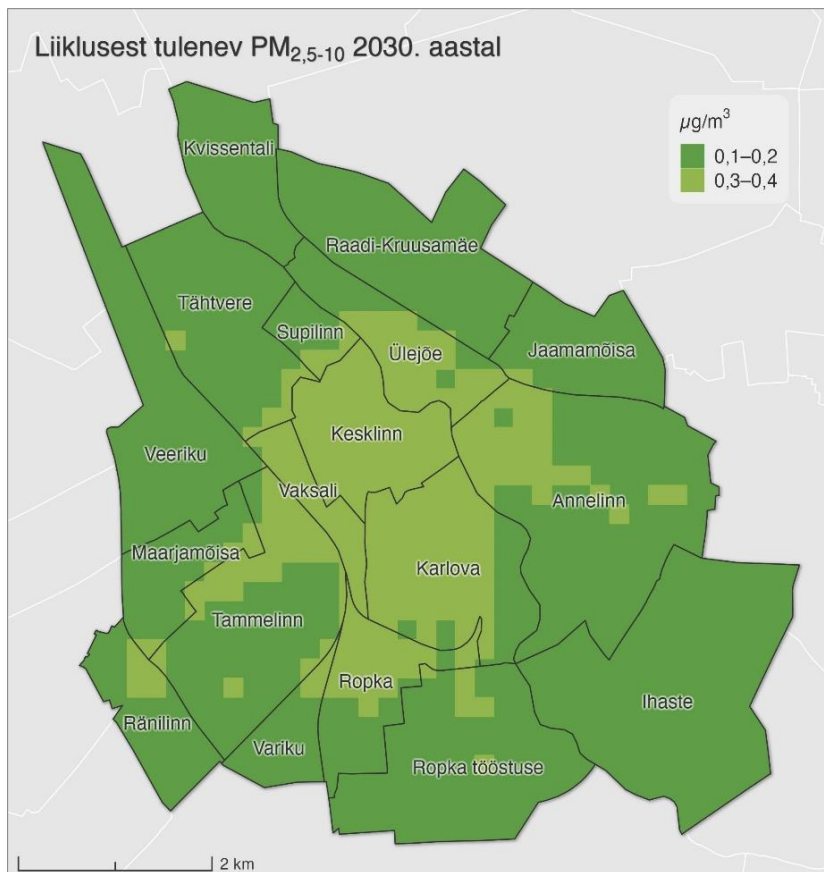 Liiklusest tulenev PM2,5-10 2030. aastal
µg/m³
0,1–0,2
0,3–0,4
Kvissentali
Raadi-Kruusamäe
Tähtvere
Supilinn
Ülejõe
Jaamamõisa
Kesklinn
Veeriku
Vaksali
Annelinn
Maarjamõisa
Karlova
Tammelinn
Ropka
Ihaste
Ränilinn
Variku
Ropka tööstuse
2 km